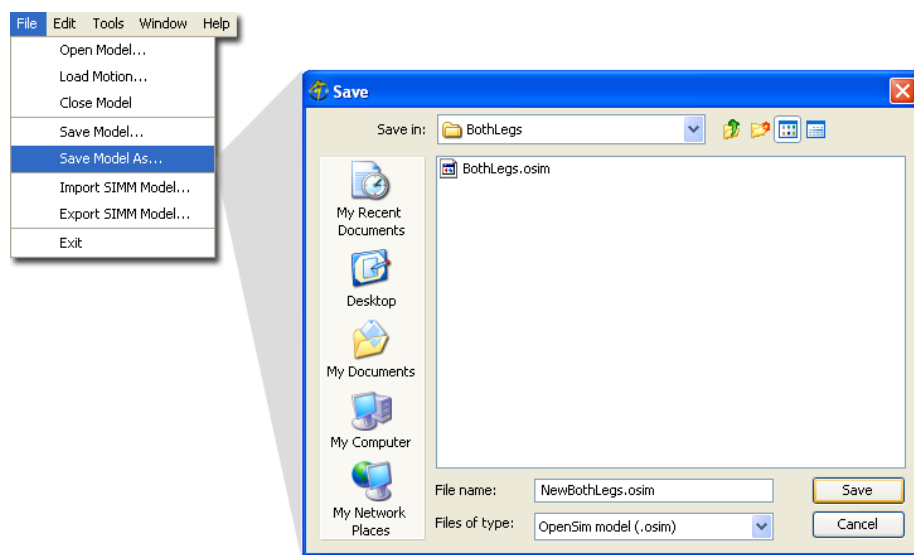 File Edit Tools Window Help
Open Model...
Load Motion...
Close Model
Save Model...
Save Model As...
Import SIMM Model...
Export SIMM Model...
Exit
Save
Save in: BothLegs
BothLegs.osim
My Recent
Documents
Desktop
My Documents
My Computer
My Network
Places
File name: NewBothLegs.osim Save
Files of type: OpenSim model (.osim) Cancel